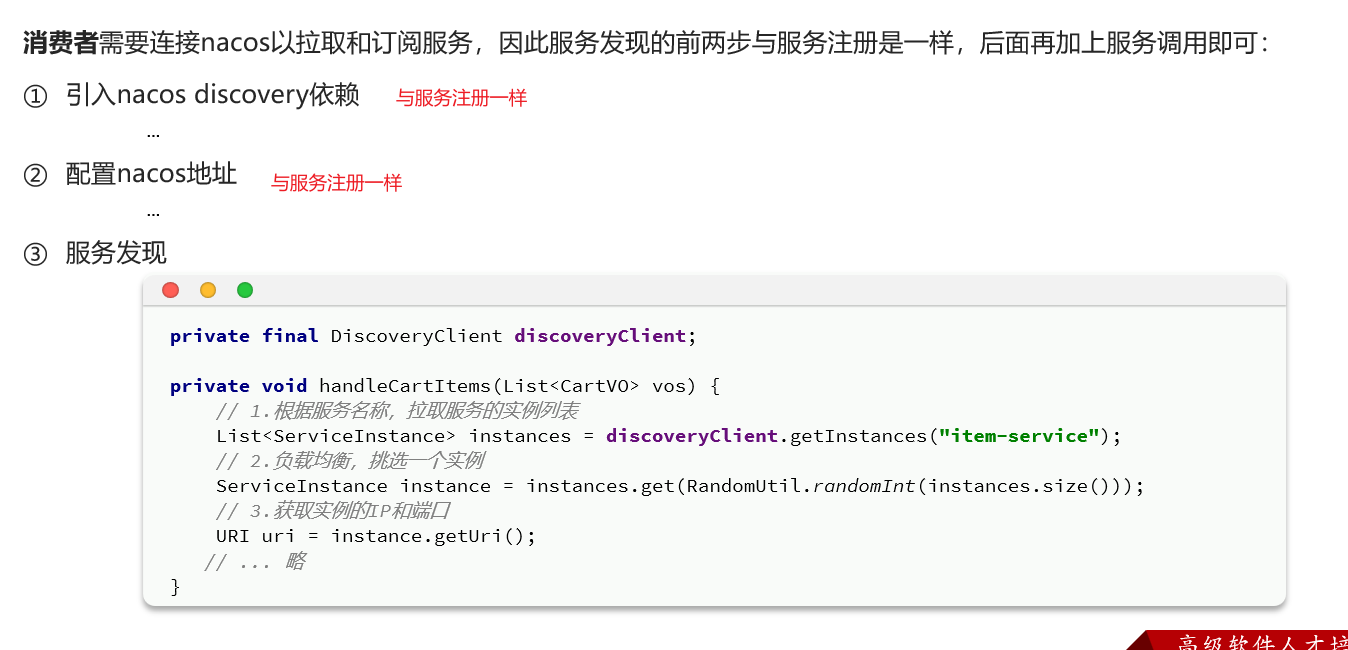 消费者需要连接nacos以拉取和订阅服务，因此服务发现的前两步与服务注册是一样，后面再加上服务调用即可：
① 引入nacos discovery依赖 与服务注册一样
...
② 配置nacos地址 与服务注册一样
...
③ 服务发现
private final DiscoveryClient discoveryClient;
private void handleCartItems(List<CartVO> vos) {
// 1.根据服务名称，拉取服务的实例列表
List<ServiceInstance> instances = discoveryClient.getInstances("item-service");
// 2.负载均衡，挑选一个实例
ServiceInstance instance = instances.get(RandomUtil.randomInt(instances.size()));
// 3.获取实例的IP和端口
URI uri = instance.getUri();
// ... 略
}
高级软件人才培